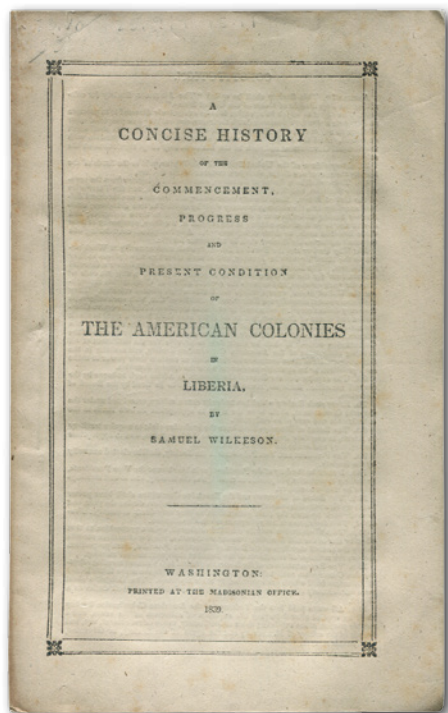 A
CONCISE HISTORY
OF THE
COMMENCEMENT,
PROGRESS
AND
PRESENT CONDITION
OF
THE AMERICAN COLONIES
IN
LIBERIA.
BY
SAMUEL WILKESON.
WASHINGTON:
PRINTED AT THE MADISONIAN OFFICE.
1839.